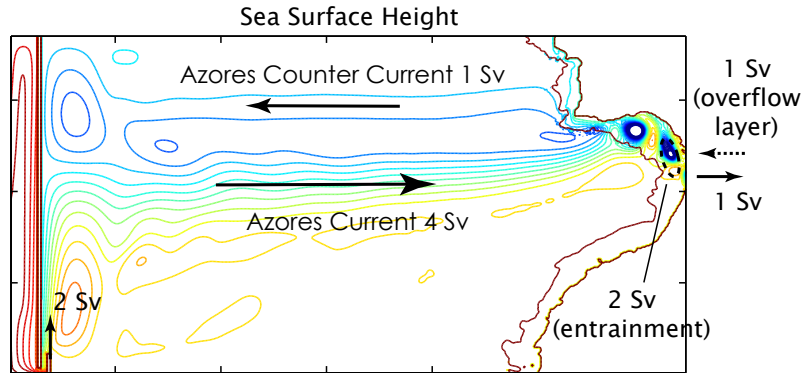 Sea Surface Height
Azores Counter Current 1 Sv
1 Sv
(overflow
layer)
1 Sv
Azores Current 4 Sv
2 Sv
2 Sv
(entrainment)